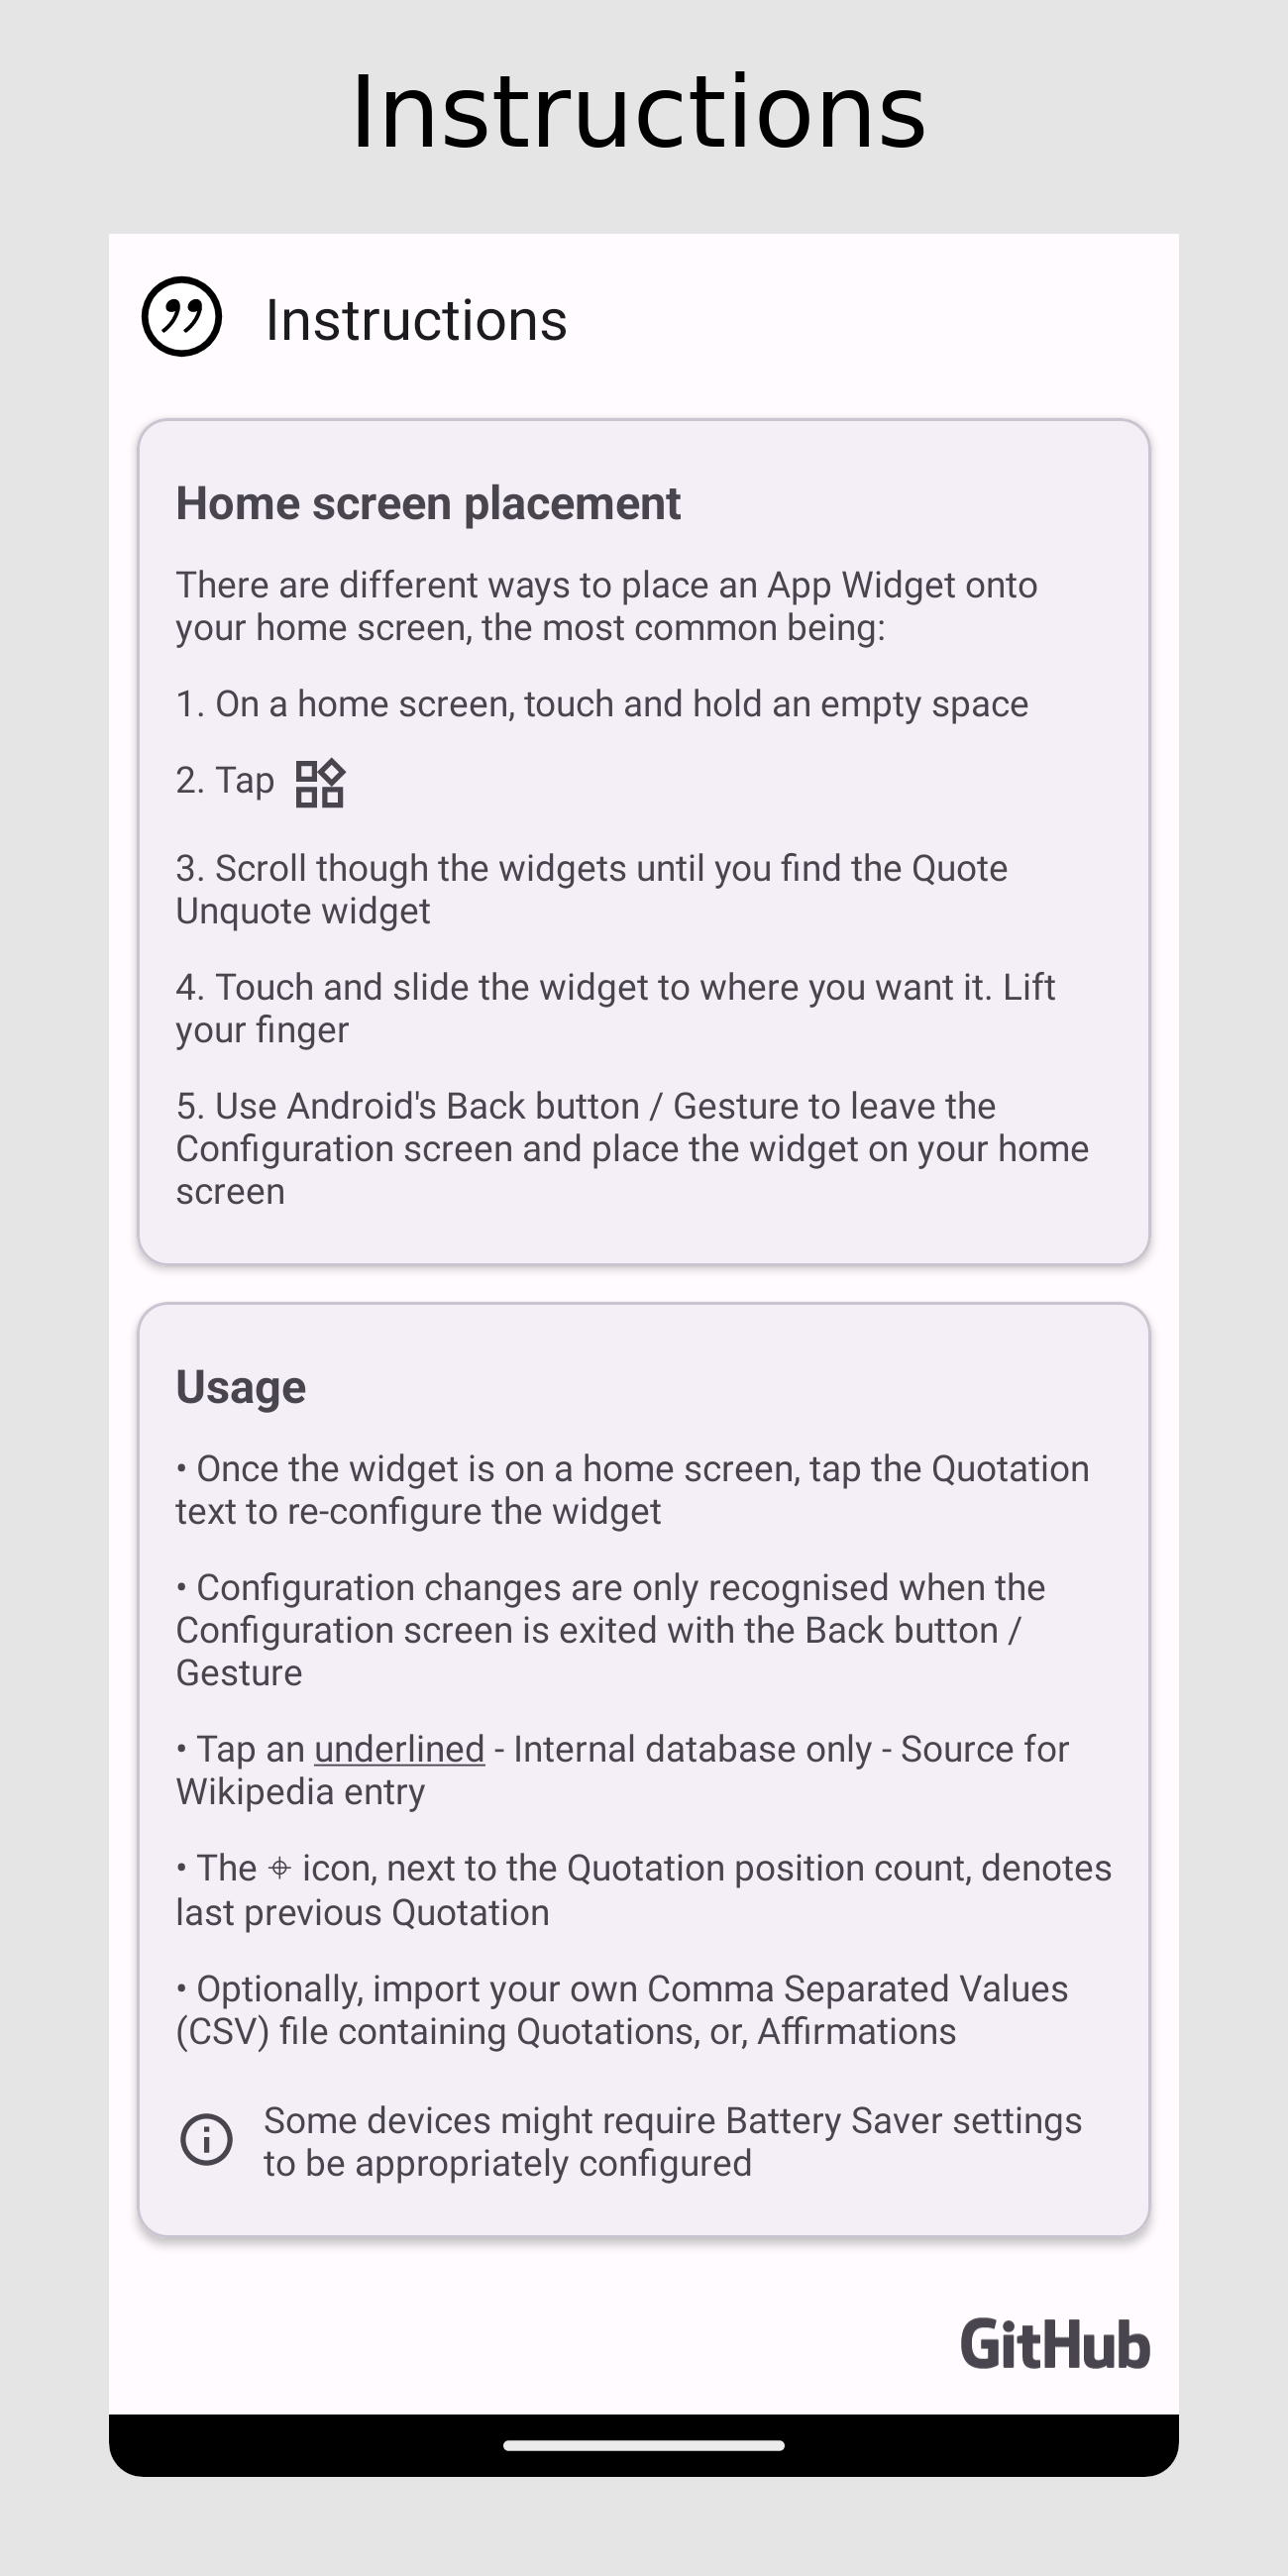 Instructions
Instructions
Home screen placement
There are different ways to place an App Widget onto
your home screen, the most common being:
1. On a home screen, touch and hold an empty space
2. Tap
3. Scroll though the widgets until you find the Quote
Unquote widget
4. Touch and slide the widget to where you want it. Lift
your finger
5. Use Android's Back button / Gesture to leave the
Configuration screen and place the widget on your home
screen
Usage
• Once the widget is on a home screen, tap the Quotation
text to re-configure the widget
• Configuration changes are only recognised when the
Configuration screen is exited with the Back button /
Gesture
• Tap an underlined - Internal database only - Source for
Wikipedia entry
• The ⌖ icon, next to the Quotation position count, denotes
last previous Quotation
• Optionally, import your own Comma Separated Values
(CSV) file containing Quotations, or, Affirmations
Some devices might require Battery Saver settings
to be appropriately configured
GitHub